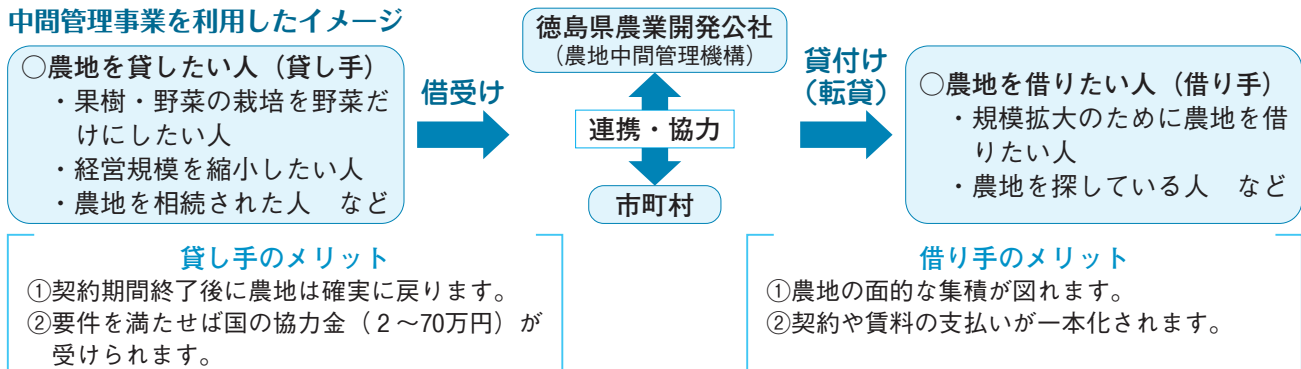 中間管理事業を利用したイメージ
○農地を貸したい人（貸し手）
・果樹・野菜の栽培を野菜だ
けにしたい人
・経営規模を縮小したい人
・農地を相続された人　など
借受け
徳島県農業開発公社
（農地中間管理機構）
連携・協力
市町村
貸付け
（転貸）
○農地を借りたい人（借り手）
・規模拡大のために農地を借
りたい人
・農地を探している人　など
貸し手のメリット
①契約期間終了後に農地は確実に戻ります。
②要件を満たせば国の協力金（２～70万円）が
受けられます。
借り手のメリット
①農地の面的な集積が図れます。
②契約や賃料の支払いが一本化されます。